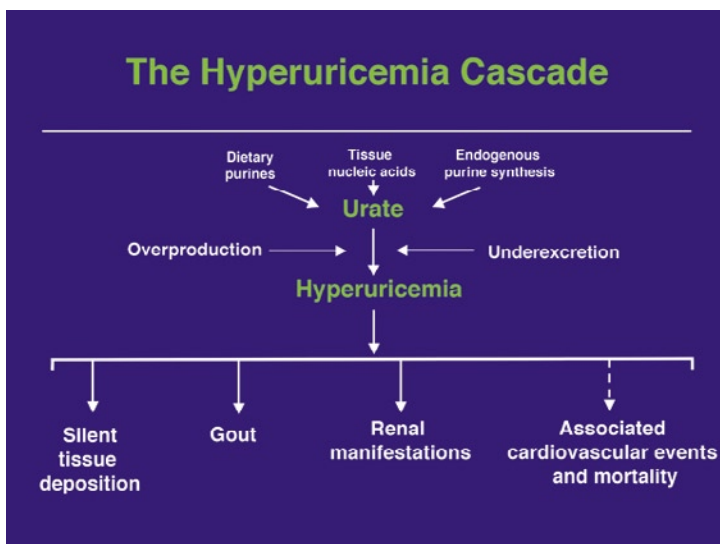 The Hyperuricemia Cascade
Dietary
purines
Tissue
nucleic acids
Endogenous
purine synthesis
Urate
Overproduction
Underexcretion
Hyperuricemia
Silent
tissue
deposition
Gout
Renal
manifestations
Associated
cardiovascular events
and mortality